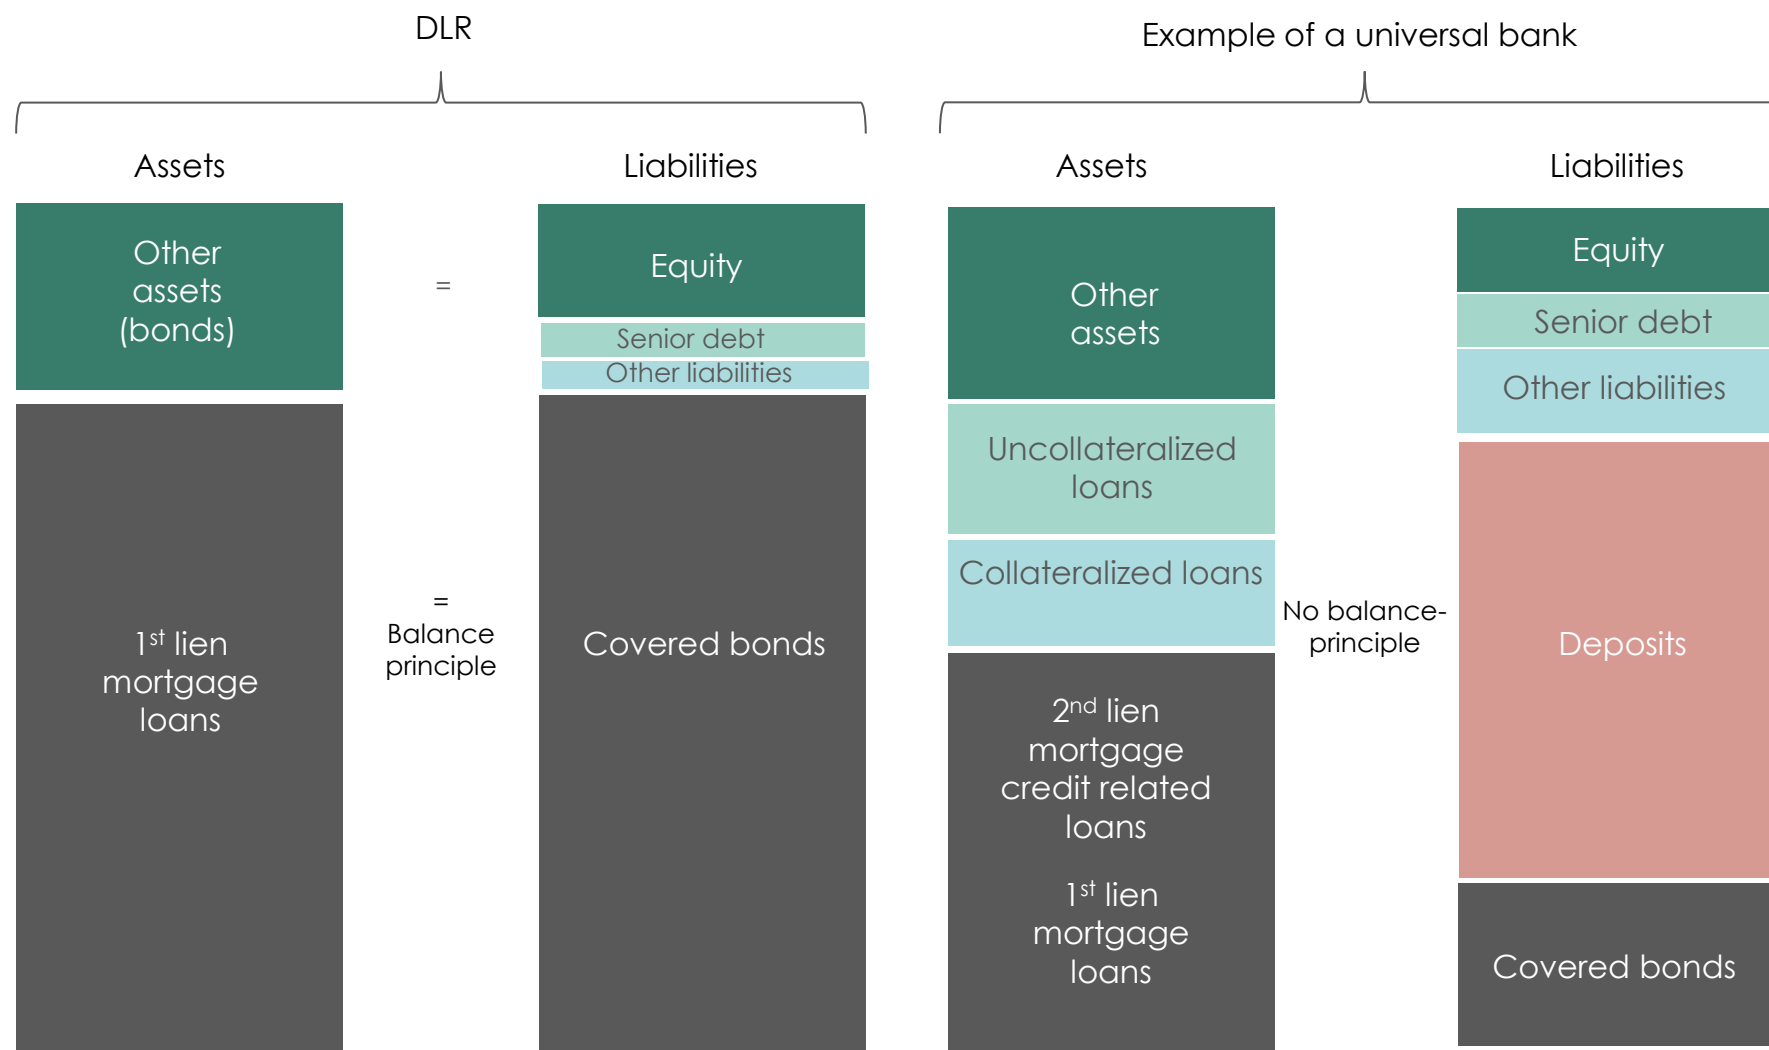 DLR
Example of a universal bank
Assets
Liabilities
Assets
Liabilities
Other
assets
(bonds)
=
Equity
Senior debt
Other liabilities
1st lien
mortgage
loans
=
Balance
principle
Covered bonds
Other
assets
Uncollateralized
loans
Collateralized loans
2nd lien
mortgage
credit related
loans
1st lien
mortgage
loans
No balance-
principle
Equity
Senior debt
Other liabilities
Deposits
Covered bonds